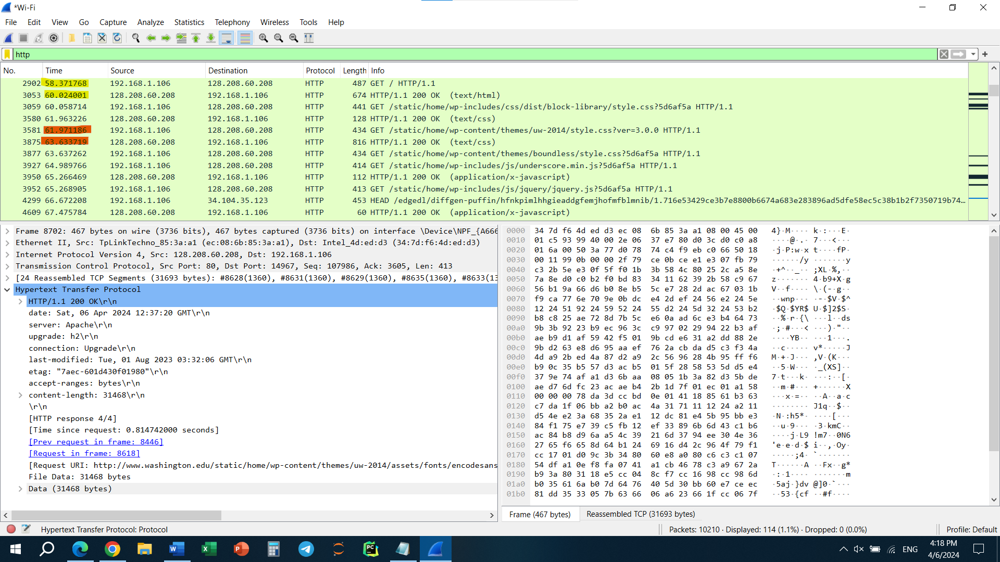 *Wi-Fi
File Edit View Go Capture Analyze Statistics Telephony Wireless Tools Help
http
No. Time Source Destination Protocol Length Info
2902 58.371768 192.168.1.106 128.208.60.208 HTTP 487 GET / HTTP/1.1
3053 60.024001 128.208.60.208 192.168.1.106 HTTP 674 HTTP/1.1 200 OK (text/html)
3059 60.058714 192.168.1.106 128.208.60.208 HTTP 441 GET /static/home/wp-includes/css/dist/block-library/style.css?5d6af5a HTTP/1.1
3580 61.963226 128.208.60.208 192.168.1.106 HTTP 128 HTTP/1.1 200 OK (text/css)
3581 61.971186 192.168.1.106 128.208.60.208 HTTP 434 GET /static/home/wp-content/themes/uw-2014/style.css?ver=3.0.0 HTTP/1.1
3875 63.633719 128.208.60.208 192.168.1.106 HTTP 816 HTTP/1.1 200 OK (text/css)
3877 63.637262 192.168.1.106 128.208.60.208 HTTP 434 GET /static/home/wp-content/themes/boundless/style.css?5d6af5a HTTP/1.1
3927 64.989766 192.168.1.106 128.208.60.208 HTTP 414 GET /static/home/wp-includes/js/underscore.min.js?5d6af5a HTTP/1.1
3950 65.266469 128.208.60.208 192.168.1.106 HTTP 112 HTTP/1.1 200 OK (application/x-javascript)
3952 65.268905 192.168.1.106 128.208.60.208 HTTP 413 GET /static/home/wp-includes/js/jquery/jquery.js?5d6af5a HTTP/1.1
4299 66.672208 192.168.1.106 34.104.35.123 HTTP 453 HEAD /edgedl/diffgen-puffin/hfnkpimlhhgieaddgfemjhofmfblmnib/1.716e53429ce3b7e8800b6674a683e283896ad5dfe58ec5c38b1b2f7350719b74…
4609 67.475784 128.208.60.208 192.168.1.106 HTTP 60 HTTP/1.1 200 OK (application/x-javascript)
Frame 8702: 467 bytes on wire (3736 bits), 467 bytes captured (3736 bits) on interface \Device\NPF_{A666
Ethernet II, Src: TpLinkTechno_85:3a:a1 (ec:08:6b:85:3a:a1), Dst: Intel_4d:ed:d3 (34:7d:f6:4d:ed:d3)
Internet Protocol Version 4, Src: 128.208.60.208, Dst: 192.168.1.106
Transmission Control Protocol, Src Port: 80, Dst Port: 14967, Seq: 107986, Ack: 3605, Len: 413
[24 Reassembled TCP Segments (31693 bytes): #8628(1360), #8631(1360), #8629(1360), #8635(1360), #8633(13
Hypertext Transfer Protocol
HTTP/1.1 200 OK\r\n
date: Sat, 06 Apr 2024 12:37:20 GMT\r\n
server: Apache\r\n
upgrade: h2\r\n
connection: Upgrade\r\n
last-modified: Tue, 01 Aug 2023 03:32:06 GMT\r\n
etag: "7aec-601d430f01980"\r\n
accept-ranges: bytes\r\n
content-length: 31468\r\n
\r\n
[HTTP response 4/4]
[Time since request: 0.814742000 seconds]
[Prev request in frame: 8446]
[Request in frame: 8618]
[Request URI: http://www.washington.edu/static/home/wp-content/themes/uw-2014/assets/fonts/encodesans
File Data: 31468 bytes
Data (31468 bytes)
0000 34 7d f6 4d ed d3 ec 08 6b 85 3a a1 08 00 45 00 4}·M···· k·:···E·
0010 01 c5 93 99 40 00 2e 06 37 e7 80 d0 3c d0 c0 a8 ····@·.· 7···<···
0020 01 6a 00 50 3a 77 d0 78 74 c4 f9 eb c0 66 50 18 ·j·P:w·x t····fP·
0030 00 11 99 0b 00 00 2f 79 ce 0b ce e1 e3 07 fb 79 ······/y ·······y
0040 c3 2b 5e e3 0f 5f f0 1b 3b 58 4c 80 25 2c a5 8e ·+^··_·· ;XL·%,··
0050 7a 8e d0 c0 b2 f0 bd 83 34 11 62 39 2b 58 c9 67 z······· 4·b9+X·g
0060 56 b1 9a 66 d6 b0 8e b5 5c e7 28 2d ac 67 03 1b V··f···· \·(-·g··
0070 f9 ca 77 6e 70 9e 0b dc e4 2d ef 24 56 e2 24 5e ··wnp··· ·-·$V·$^
0080 12 24 51 92 24 59 52 24 55 d2 24 5d 32 24 53 b2 ·$Q·$YR$ U·$]2$S·
0090 b8 c8 25 ae 72 8d 7b 5c e6 0a ad 6c e3 b4 64 73 ··%·r·{\ ···l··ds
00a0 9b 3b 92 23 b9 ec 96 3c c9 97 02 29 94 22 b3 af ·;·#···< ···)·"··
00b0 ae b9 d1 af 59 42 f5 01 9b cd e6 31 a2 dd 88 2e ····YB·· ···1···.
00c0 9b d2 63 e8 d6 95 aa ef 76 2a cb da d5 c3 f3 4a ··c····· v*·····J
00d0 4d a9 2b ed 4a 87 d2 a9 2c 56 96 28 4b 95 ff f6 M·+·J··· ,V·(K···
00e0 b9 0c 35 b5 57 d3 ac b5 01 5f 28 58 53 5d d5 e4 ··5·W··· ·_(XS]··
00f0 37 9e 74 af a1 d3 6b aa 08 05 1b 3a 82 d3 5b de 7·t···k· ···:··[·
0100 ae d7 6d fc 23 ac ae b4 2b 1d 7f 01 ec 01 a1 58 ··m·#··· +······X
0110 00 00 00 78 da 3d cc bd 0e 01 41 18 85 61 b3 63 ···x·=·· ··A··a·c
0120 c7 da 1f 06 bb a2 b0 ac 4a 31 71 11 12 24 a2 11 ········ J1q··$··
0130 d5 4e e2 3a 68 35 2a e1 12 dc 81 e4 5b 95 bb e3 ·N·:h5*· ····[···
0140 84 f1 75 e7 39 c5 fb 12 ef 33 89 6b 6d 43 c1 b6 ··u·9··· ·3·kmC··
0150 ac 84 b8 d9 6a a5 4c 39 21 6d 37 94 ee 30 4e 36 ····j·L9 !m7··0N6
0160 27 65 f6 65 8d 64 b1 24 69 16 d4 2c 96 4f 79 f1 'e·e·d·$ i··,·Oy·
0170 cc 17 01 d9 9c 3b 34 80 60 e8 a0 80 c6 c3 c1 07 ·····;4· `·······
0180 54 df a1 0e f8 fa 07 41 a1 cb 46 78 c3 a9 67 2a T······A ··Fx··g*
0190 b9 3a 80 31 18 e5 cc 04 8c f7 cc 16 98 cc 98 6d ·:·1···· ·······m
01a0 b0 35 61 6a b0 7d 64 76 40 5d 30 bb 60 e7 ce ec ·5aj·}dv @]0·`···
01b0 81 dd 35 33 05 7b 63 66 06 a6 23 66 1f cc 06 7f ··53·{cf ··#f····
Frame (467 bytes) Reassembled TCP (31693 bytes)
Hypertext Transfer Protocol: Protocol
Packets: 10210 · Displayed: 114 (1.1%) · Dropped: 0 (0.0%)
Profile: Default
ENG
4:18 PM
4/6/2024